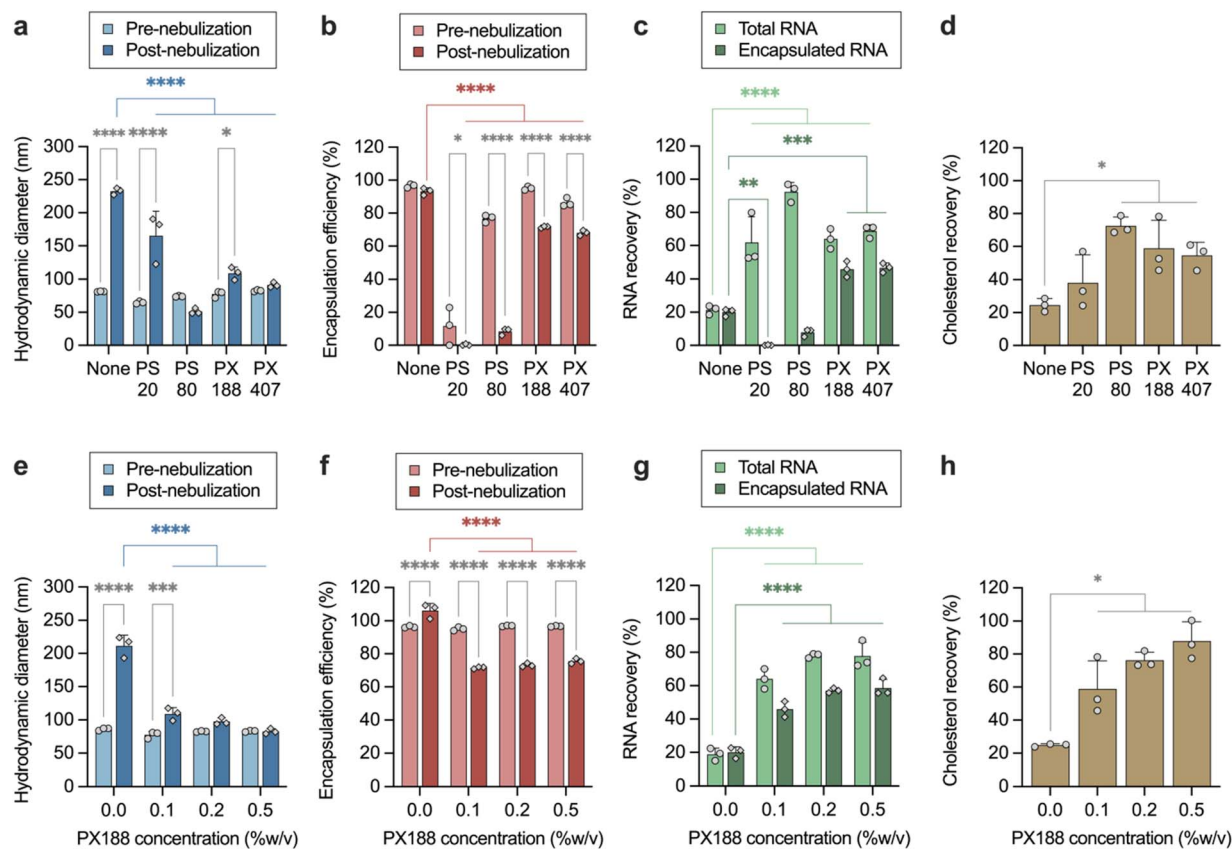 a
Pre-nebulization
Post-nebulization
****
**** **** *
Hydrodynamic diameter (nm)
300
250
200
150
100
50
0
None PS PS PX PX
20 80 188 407
b
Pre-nebulization
Post-nebulization
****
* **** **** ****
Encapsulation efficiency (%)
120
100
80
60
40
20
0
None PS PS PX PX
20 80 188 407
c
Total RNA
Encapsulated RNA
****
***
**
RNA recovery (%)
120
100
80
60
40
20
0
None PS PS PX PX
20 80 188 407
d
*
Cholesterol recovery (%)
120
100
80
60
40
20
0
None PS PS PX PX
20 80 188 407
e
Pre-nebulization
Post-nebulization
****
**** ***
Hydrodynamic diameter (nm)
300
250
200
150
100
50
0
0.0 0.1 0.2 0.5
PX188 concentration (%w/v)
f
Pre-nebulization
Post-nebulization
****
**** **** **** ****
Encapsulation efficiency (%)
120
100
80
60
40
20
0
0.0 0.1 0.2 0.5
PX188 concentration (%w/v)
g
Total RNA
Encapsulated RNA
****
****
RNA recovery (%)
120
100
80
60
40
20
0
0.0 0.1 0.2 0.5
PX188 concentration (%w/v)
h
*
Cholesterol recovery (%)
120
100
80
60
40
20
0
0.0 0.1 0.2 0.5
PX188 concentration (%w/v)